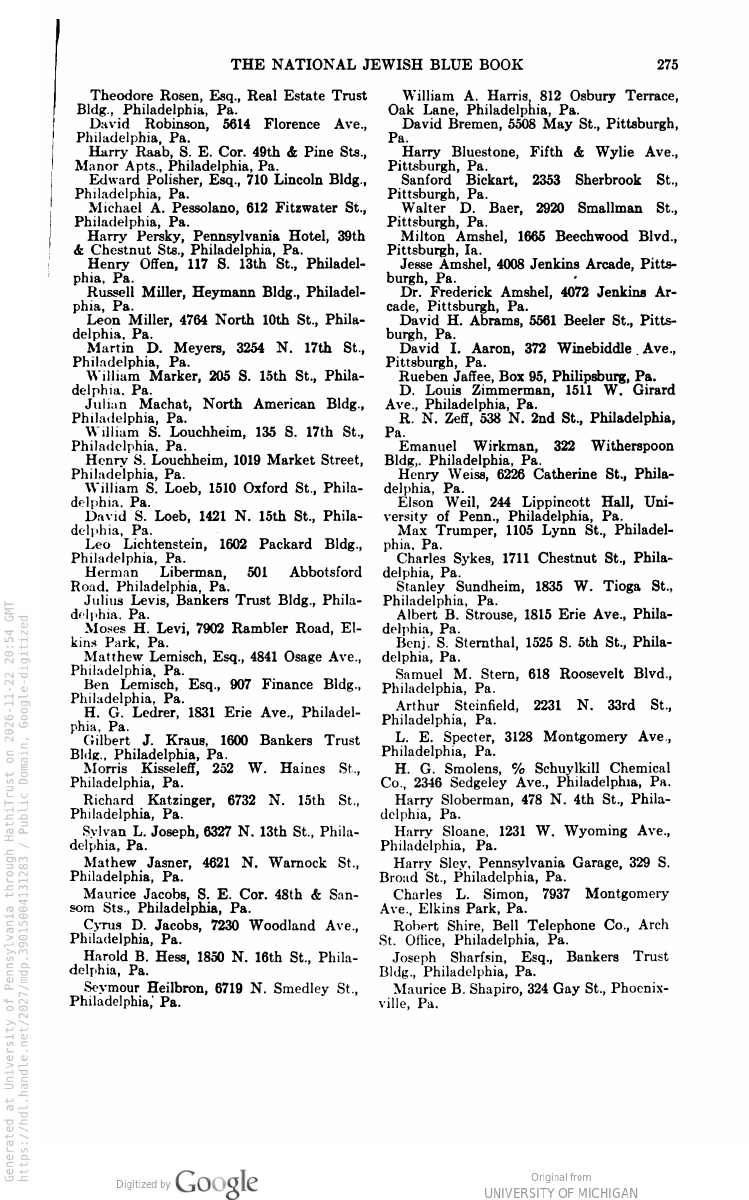 THE NATIONAL JEWISH BLUE BOOK 275
Theodore Rosen, Esq., Real Estate Trust
Bldg., Philadelphia, Pa.
David Robinson, 5614 Florence Ave.,
Philadelphia, Pa.
Harry Raab, S. E. Cor. 49th & Pine Sts.,
Manor Apts., Philadelphia, Pa.
Edward Polisher, Esq., 710 Lincoln Bldg.,
Philadelphia, Pa.
Michael A. Pessolano, 612 Fitzwater St.,
Philadelphia, Pa.
Harry Persky, Pennsylvania Hotel, 39th
& Chestnut Sts., Philadelphia, Pa.
Henry Offen, 117 S. 13th St., Philadel-
phia, Pa.
Russell Miller, Heymann Bldg., Philadel-
phia, Pa.
Leon Miller, 4764 North 10th St., Phila-
delphia, Pa.
Martin D. Meyers, 3254 N. 17th St.,
Philadelphia, Pa.
William Marker, 205 S. 15th St., Phila-
delphia, Pa.
Julian Machat, North American Bldg.,
Philadelphia, Pa.
William S. Louchheim, 135 S. 17th St.,
Philadelphia, Pa.
Henry S. Louchheim, 1019 Market Street,
Philadelphia, Pa.
William S. Loeb, 1510 Oxford St., Phila-
delphia, Pa.
David S. Loeb, 1421 N. 15th St., Phila-
delphia, Pa.
Leo Lichtenstein, 1602 Packard Bldg.,
Philadelphia, Pa.
Herman Liberman, 501 Abbotsford
Road, Philadelphia, Pa.
Julius Levis, Bankers Trust Bldg., Phila-
delphia, Pa.
Moses H. Levi, 7902 Rambler Road, El-
kins Park, Pa.
Matthew Lemisch, Esq., 4841 Osage Ave.,
Philadelphia, Pa.
Ben Lemisch, Esq., 907 Finance Bldg.,
Philadelphia, Pa.
H. G. Ledrer, 1831 Erie Ave., Philadel-
phia, Pa.
Gilbert J. Kraus, 1600 Bankers Trust
Bldg., Philadelphia, Pa.
Morris Kisseleff, 252 W. Haines St.,
Philadelphia, Pa.
Richard Katzinger, 6732 N. 15th St.,
Philadelphia, Pa.
Sylvan L. Joseph, 6327 N. 13th St., Phila-
delphia, Pa.
Mathew Jasner, 4621 N. Warnock St.,
Philadelphia, Pa.
Maurice Jacobs, S. E. Cor. 48th & San-
som Sts., Philadelphia, Pa.
Cyrus D. Jacobs, 7230 Woodland Ave.,
Philadelphia, Pa.
Harold B. Hess, 1850 N. 16th St., Phila-
delphia, Pa.
Seymour Heilbron, 6719 N. Smedley St.,
Philadelphia, Pa.
William A. Harris, 812 Osbury Terrace,
Oak Lane, Philadelphia, Pa.
David Bremen, 5508 May St., Pittsburgh,
Pa.
Harry Bluestone, Fifth & Wylie Ave.,
Pittsburgh, Pa.
Sanford Bickart, 2353 Sherbrook St.,
Pittsburgh, Pa.
Walter D. Baer, 2920 Smallman St.,
Pittsburgh, Pa.
Milton Amshel, 1665 Beechwood Blvd.,
Pittsburgh, Ia.
Jesse Amshel, 4008 Jenkins Arcade, Pitts-
burgh, Pa.
Dr. Frederick Amshel, 4072 Jenkins Ar-
cade, Pittsburgh, Pa.
David H. Abrams, 5561 Beeler St., Pitts-
burgh, Pa.
David I. Aaron, 372 Winebiddle Ave.,
Pittsburgh, Pa.
Rueben Jaffee, Box 95, Philipsburg, Pa.
D. Louis Zimmerman, 1511 W. Girard
Ave., Philadelphia, Pa.
R. N. Zeff, 538 N. 2nd St., Philadelphia,
Pa.
Emanuel Wirkman, 322 Witherspoon
Bldg,. Philadelphia, Pa.
Henry Weiss, 6226 Catherine St., Phila-
delphia, Pa.
Elson Weil, 244 Lippincott Hall, Uni-
versity of Penn., Philadelphia, Pa.
Max Trumper, 1105 Lynn St., Philadel-
phia, Pa.
Charles Sykes, 1711 Chestnut St., Phila-
delphia, Pa.
Stanley Sundheim, 1835 W. Tioga St.,
Philadelphia, Pa.
Albert B. Strouse, 1815 Erie Ave., Phila-
delphia, Pa.
Benj. S. Sternthal, 1525 S. 5th St., Phila-
delphia, Pa.
Samuel M. Stern, 618 Roosevelt Blvd.,
Philadelphia, Pa.
Arthur Steinfield, 2231 N. 33rd St.,
Philadelphia, Pa.
L. E. Specter, 3128 Montgomery Ave.,
Philadelphia, Pa.
H. G. Smolens, % Schuylkill Chemical
Co., 2346 Sedgeley Ave., Philadelphia, Pa.
Harry Sloberman, 478 N. 4th St., Phila-
delphia, Pa.
Harry Sloane, 1231 W. Wyoming Ave.,
Philadelphia, Pa.
Harry Sley, Pennsylvania Garage, 329 S.
Broad St., Philadelphia, Pa.
Charles L. Simon, 7937 Montgomery
Ave., Elkins Park, Pa.
Robert Shire, Bell Telephone Co., Arch
St. Office, Philadelphia, Pa.
Joseph Sharfsin, Esq., Bankers Trust
Bldg., Philadelphia, Pa.
Maurice B. Shapiro, 324 Gay St., Phoenix-
ville, Pa.
Generated at University of Pennsylvania through HathiTrust on 2026-11-22 20:54 GMT
https://hdl.handle.net/2027/mdp.39015004131283 / Public Domain, Google-digitized
Digitized by Google
Original from
UNIVERSITY OF MICHIGAN